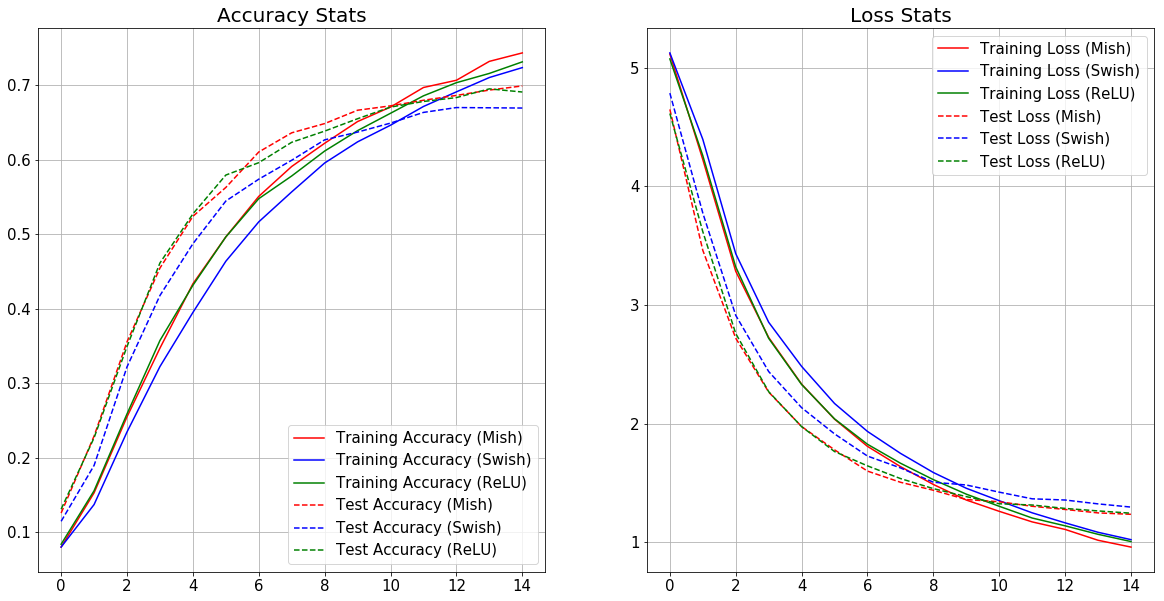 Accuracy Stats
0.7
0.6
0.5
0.4
0.3
0.2
0.1
0 2 4 6 8 10 12 14
Training Accuracy (Mish)
Training Accuracy (Swish)
Training Accuracy (ReLU)
Test Accuracy (Mish)
Test Accuracy (Swish)
Test Accuracy (ReLU)
Loss Stats
5
4
3
2
1
0 2 4 6 8 10 12 14
Training Loss (Mish)
Training Loss (Swish)
Training Loss (ReLU)
Test Loss (Mish)
Test Loss (Swish)
Test Loss (ReLU)